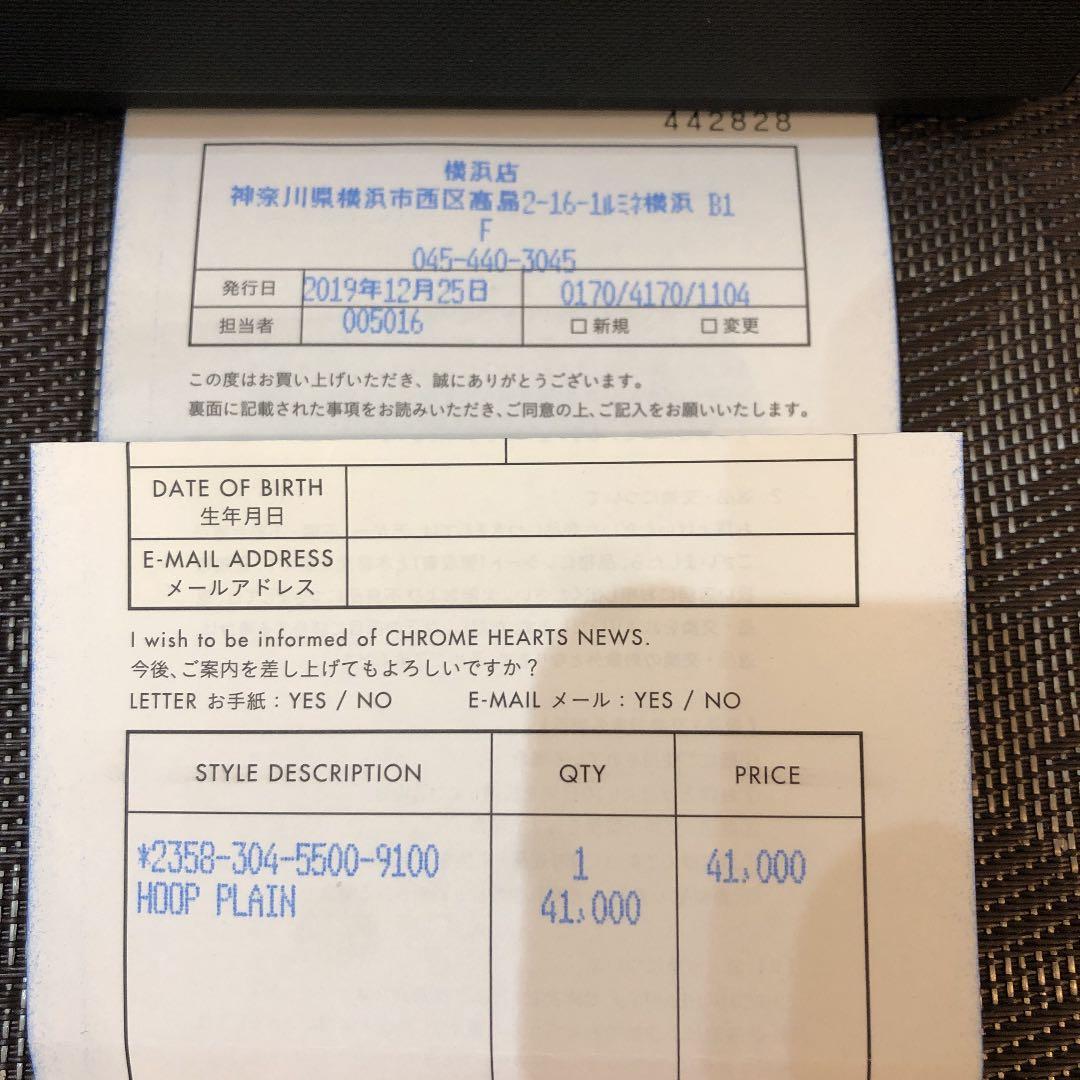 442828
横浜店
神奈川県横浜市西区高島2-16-1ルミネ横浜 B1
F
045-440-3045
発行日 2019年12月25日 0170/4170/1104
担当者 005016 □ 新規 □ 変更
この度はお買い上げいただき、誠にありがとうございます。
裏面に記載された事項をお読みいただき、ご同意の上、ご記入をお願いいたします。
DATE OF BIRTH
生年月日
E-MAIL ADDRESS
メールアドレス
I wish to be informed of CHROME HEARTS NEWS.
今後、ご案内を差し上げてもよろしいですか？
LETTER お手紙：YES / NO E-MAIL メール：YES / NO
STYLE DESCRIPTION QTY PRICE
*2358-304-5500-9100 1 41,000
HOOP PLAIN 41,000